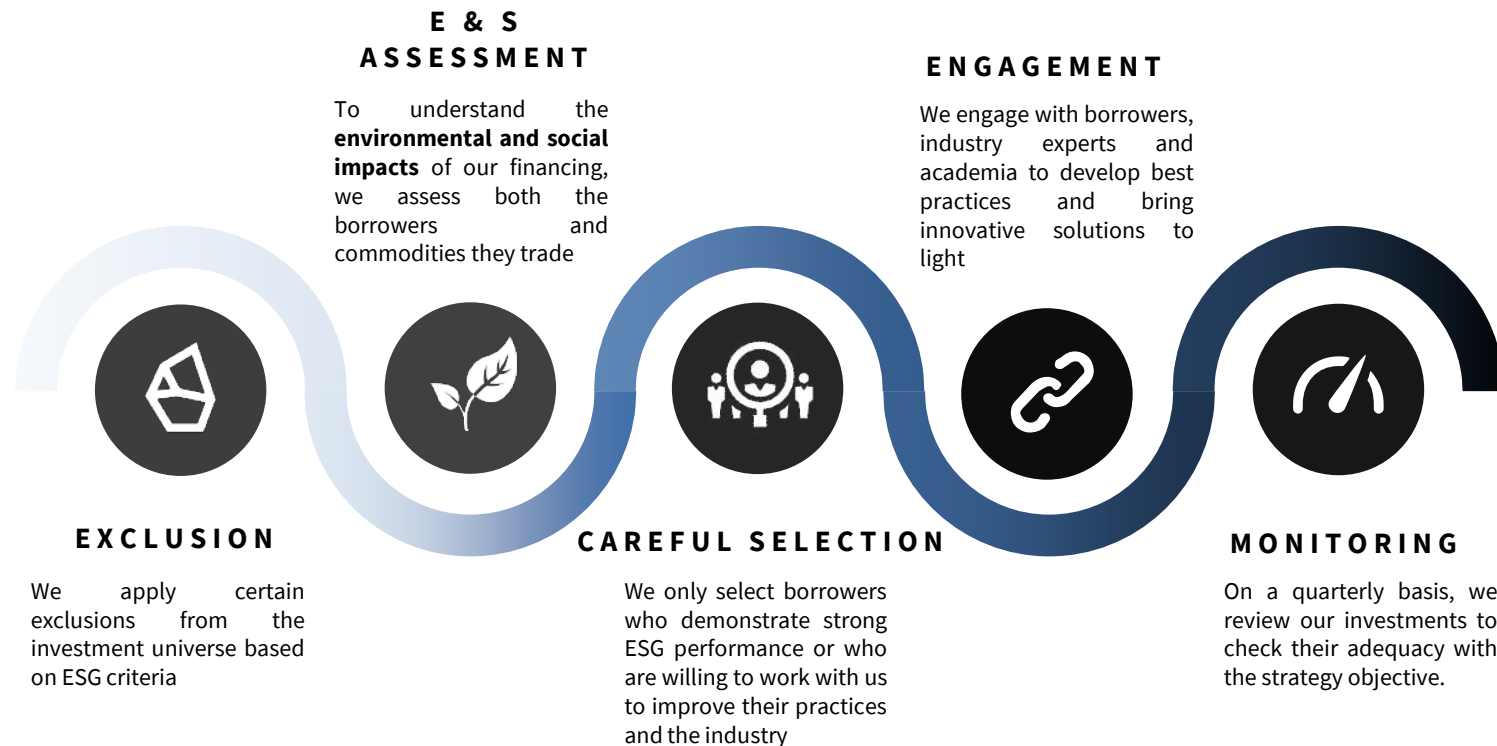 E & S
ASSESSMENT
To understand the
environmental and social
impacts of our financing,
we assess both the
borrowers and
commodities they trade
ENGAGEMENT
We engage with borrowers,
industry experts and
academia to develop best
practices and bring
innovative solutions to
light
EXCLUSION
We apply certain
exclusions from the
investment universe based
on ESG criteria
CAREFUL SELECTION
We only select borrowers
who demonstrate strong
ESG performance or who
are willing to work with us
to improve their practices
and the industry
MONITORING
On a quarterly basis, we
review our investments to
check their adequacy with
the strategy objective.